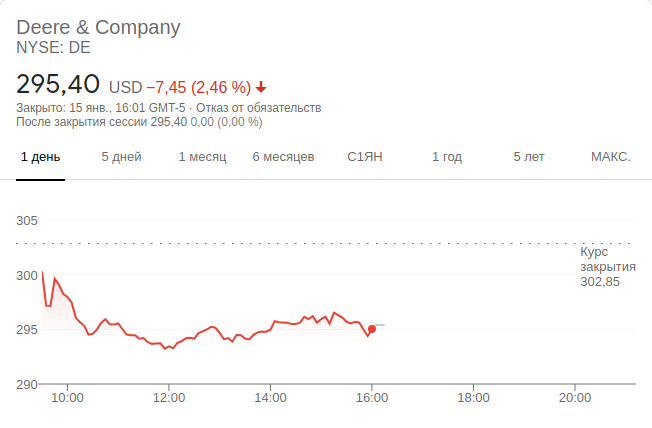 Deere & Company
NYSE: DE
295,40 USD −7,45 (2,46 %)
Закрыто: 15 янв., 16:01 GMT-5 · Отказ от обязательств
После закрытия сессии 295,40 0,00 (0,00 %)
1 день 5 дней 1 месяц 6 месяцев С1ЯН 1 год 5 лет МАКС.
305
Курс
закрытия
302,85
300
295
290
10:00 12:00 14:00 16:00 18:00 20:00